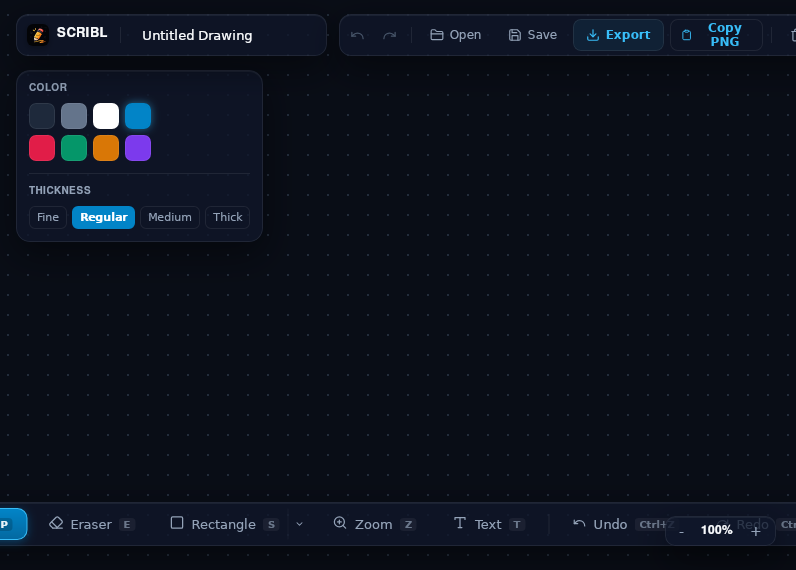 SCRIBL
Untitled Drawing
Open
Save
Export
Copy
PNG
COLOR
THICKNESS
Fine
Regular
Medium
Thick
P
Eraser E
Rectangle S
Zoom Z
Text T
Undo Ctrl+Z
Redo Ctr
- 100% +